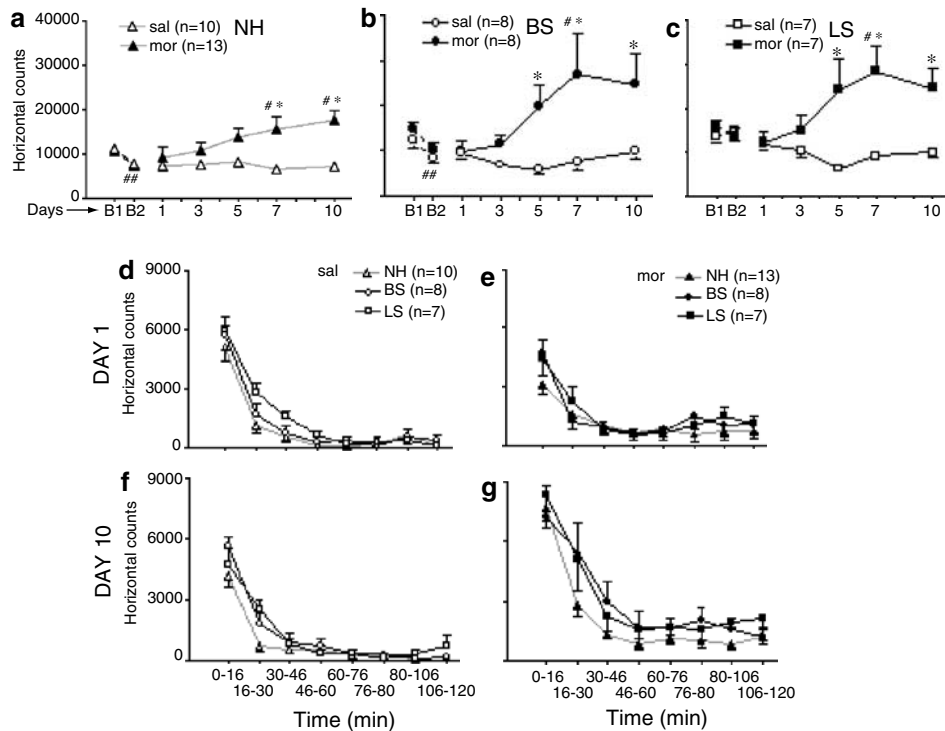 a sal (n=10) NH
mor (n=13)
b sal (n=8) BS
mor (n=8)
c sal (n=7) LS
mor (n=7)
Horizontal counts
40000
30000
20000
10000
0
# *
# *
##
# *
*
*
##
# *
*
*
Days B1 B2 1 3 5 7 10
B1 B2 1 3 5 7 10
B1 B2 1 3 5 7 10
d sal NH (n=10)
BS (n=8)
LS (n=7)
e mor NH (n=13)
BS (n=8)
LS (n=7)
DAY 1
Horizontal counts
9000
6000
3000
0
f
g
DAY 10
Horizontal counts
9000
6000
3000
0
0-16 30-46 60-76 80-106
16-30 46-60 76-80 106-120
Time (min)
0-16 30-46 60-76 80-106
16-30 46-60 76-80 106-120
Time (min)